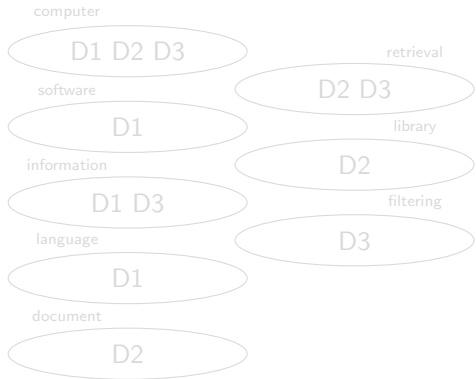 computer
D1 D2 D3
software
D1
information
D1 D3
language
D1
document
D2
retrieval
D2 D3
library
D2
filtering
D3